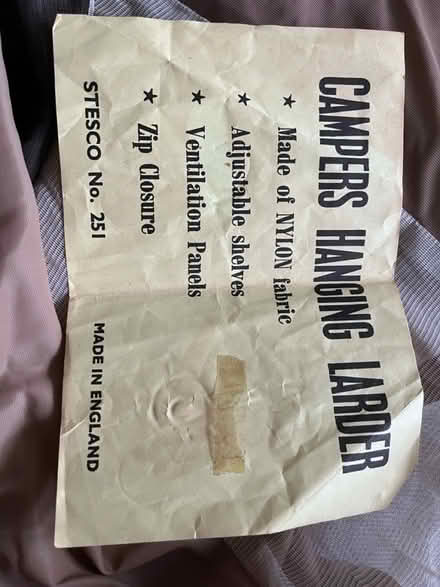 CAMPERS HANGING LARDER
★ Made of NYLON fabric
★ Adjustable shelves
★ Ventilation Panels
★ Zip Closure
STESCO No. 251 MADE IN ENGLAND